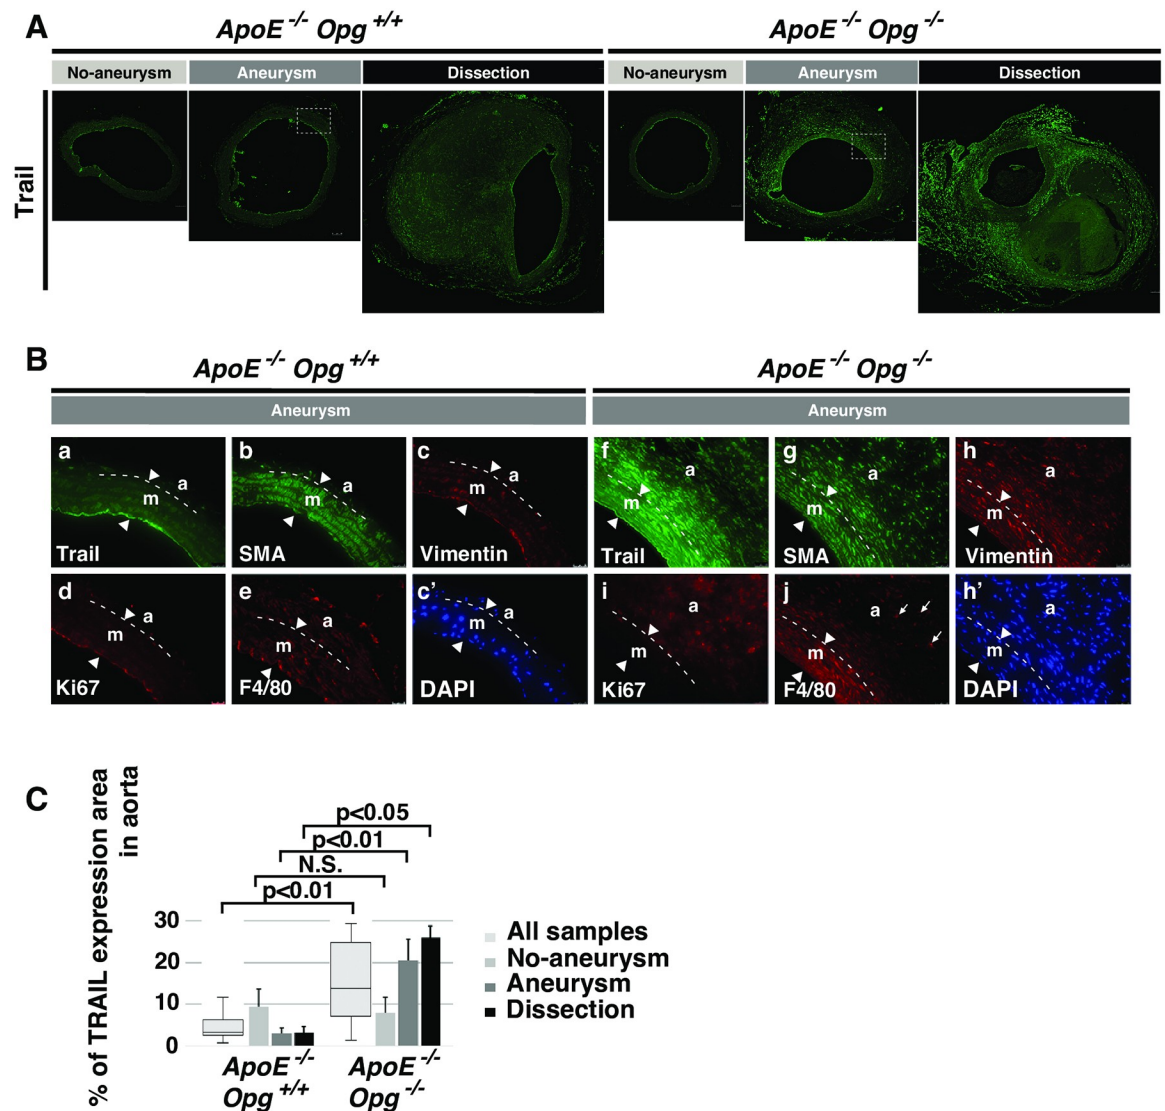 A
ApoE -/- Opg +/+
ApoE -/- Opg -/-
No-aneurysm
Aneurysm
Dissection
No-aneurysm
Aneurysm
Dissection
Trail
B
ApoE -/- Opg +/+
ApoE -/- Opg -/-
Aneurysm
Aneurysm
a
a
m
Trail
b
a
m
SMA
c
a
m
Vimentin
f
a
m
Trail
g
a
m
SMA
h
a
m
Vimentin
d
a
m
Ki67
e
a
m
F4/80
c'
a
m
DAPI
i
a
m
Ki67
j
a
m
F4/80
h'
a
m
DAPI
C
% of TRAIL expression area
in aorta
p<0.05
p<0.01
N.S.
p<0.01
30
20
10
0
All samples
No-aneurysm
Aneurysm
Dissection
ApoE -/-
Opg +/+
ApoE -/-
Opg -/-